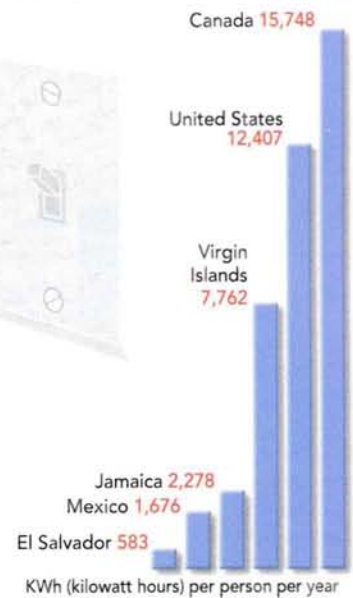 Canada 15,748
United States
12,407
Virgin
Islands
7,762
Jamaica 2,278
Mexico 1,676
El Salvador 583
KWh (kilowatt hours) per person per year